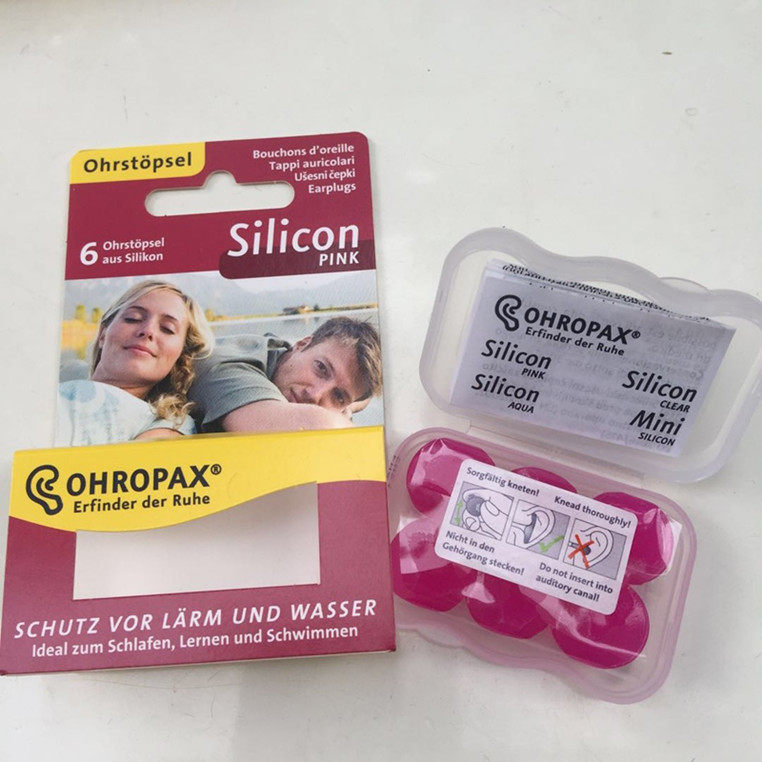 Ohrstöpsel
Bouchons d'oreille
Tappi auricolari
Ušesni čepki
Earplugs
6 Ohrstöpsel
aus Silikon
Silicon
PINK
OHROPAX®
Erfinder der Ruhe
SCHUTZ VOR LÄRM UND WASSER
Ideal zum Schlafen, Lernen und Schwimmen
OHROPAX®
Erfinder der Ruhe
Silicon
PINK
Silicon
CLEAR
Silicon
AQUA
Mini
SILICON
Sorgfältig kneten!
Knead thoroughly!
Nicht in den
Gehörgang stecken!
Do not insert into
auditory canal!